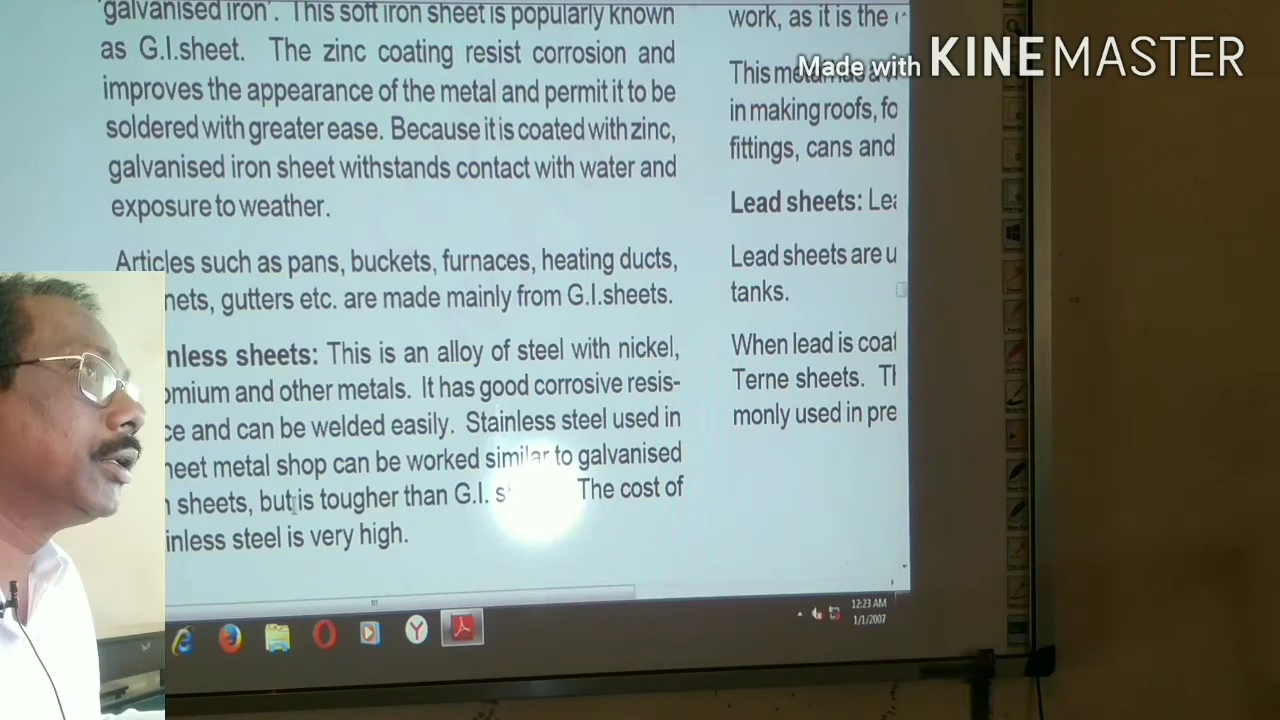 galvanised iron'. This soft iron sheet is popularly known
as G.I.sheet. The zinc coating resist corrosion and
improves the appearance of the metal and permit it to be
soldered with greater ease. Because it is coated with zinc,
galvanised iron sheet withstands contact with water and
exposure to weather.
Articles such as pans, buckets, furnaces, heating ducts,
nets, gutters etc. are made mainly from G.I.sheets.
nless sheets: This is an alloy of steel with nickel,
omium and other metals. It has good corrosive resis-
ce and can be welded easily. Stainless steel used in
heet metal shop can be worked similar to galvanised
sheets, but is tougher than G.I. The cost of
inless steel is very high.
work, as it is the
This
in making roofs, fo
fittings, cans and
Lead sheets: Lea
Lead sheets are u
tanks.
When lead is coat
Terne sheets. Th
monly used in pre
Made with KINEMASTER
12:23 AM
1/1/2007